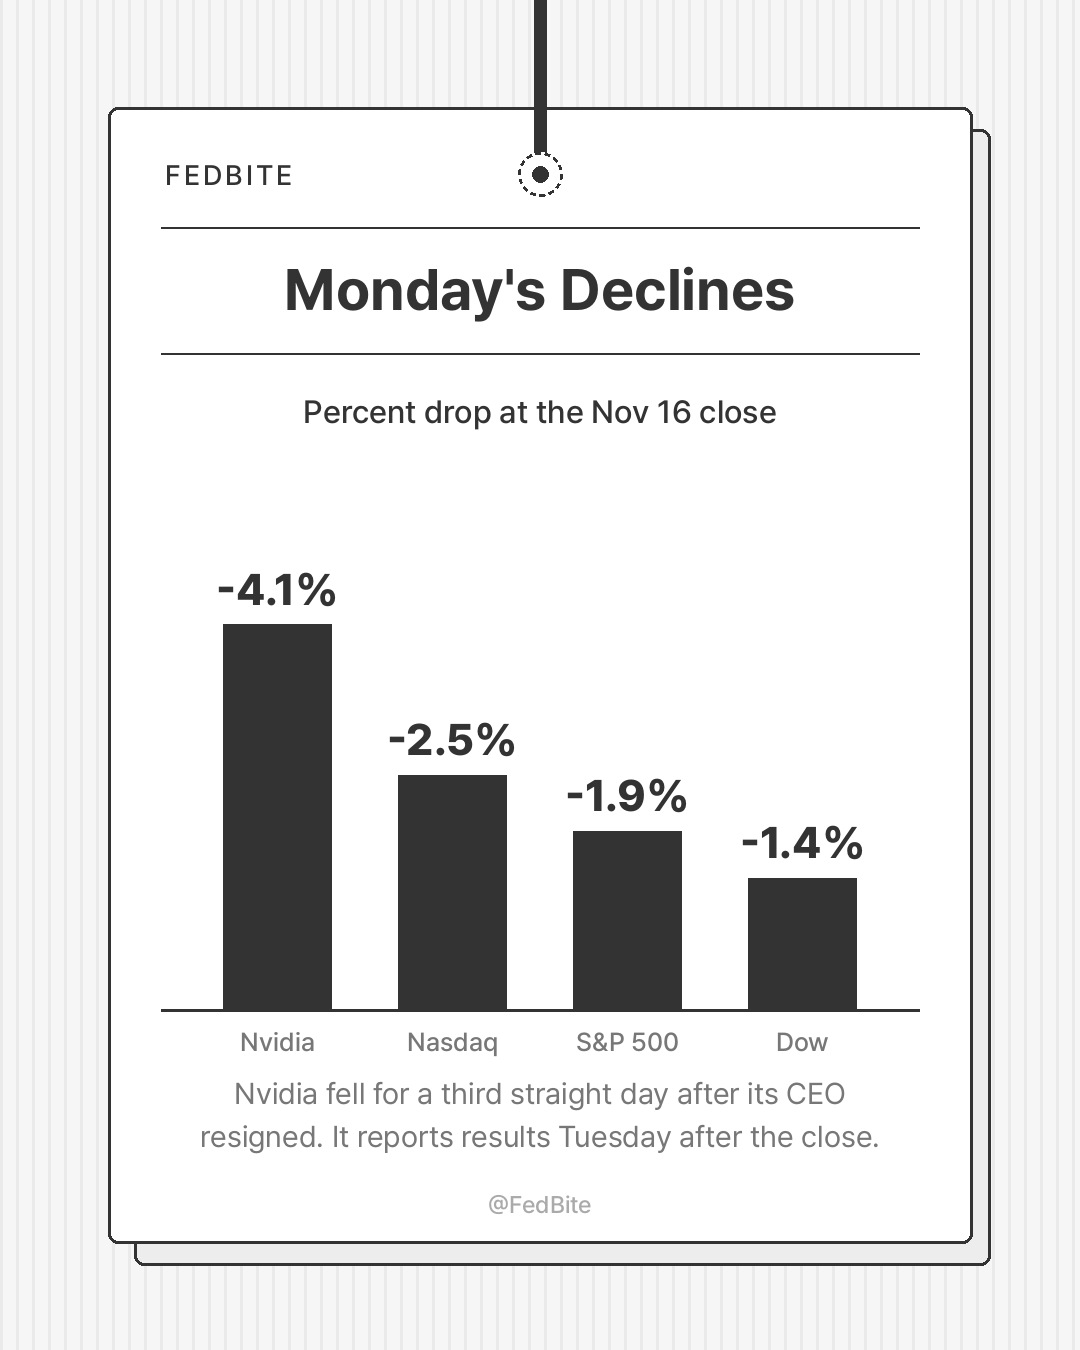 FEDBITE
Monday's Declines
Percent drop at the Nov 16 close
-4.1%
-2.5%
-1.9%
-1.4%
Nvidia
Nasdaq
S&P 500
Dow
Nvidia fell for a third straight day after its CEO
resigned. It reports results Tuesday after the close.
@FedBite